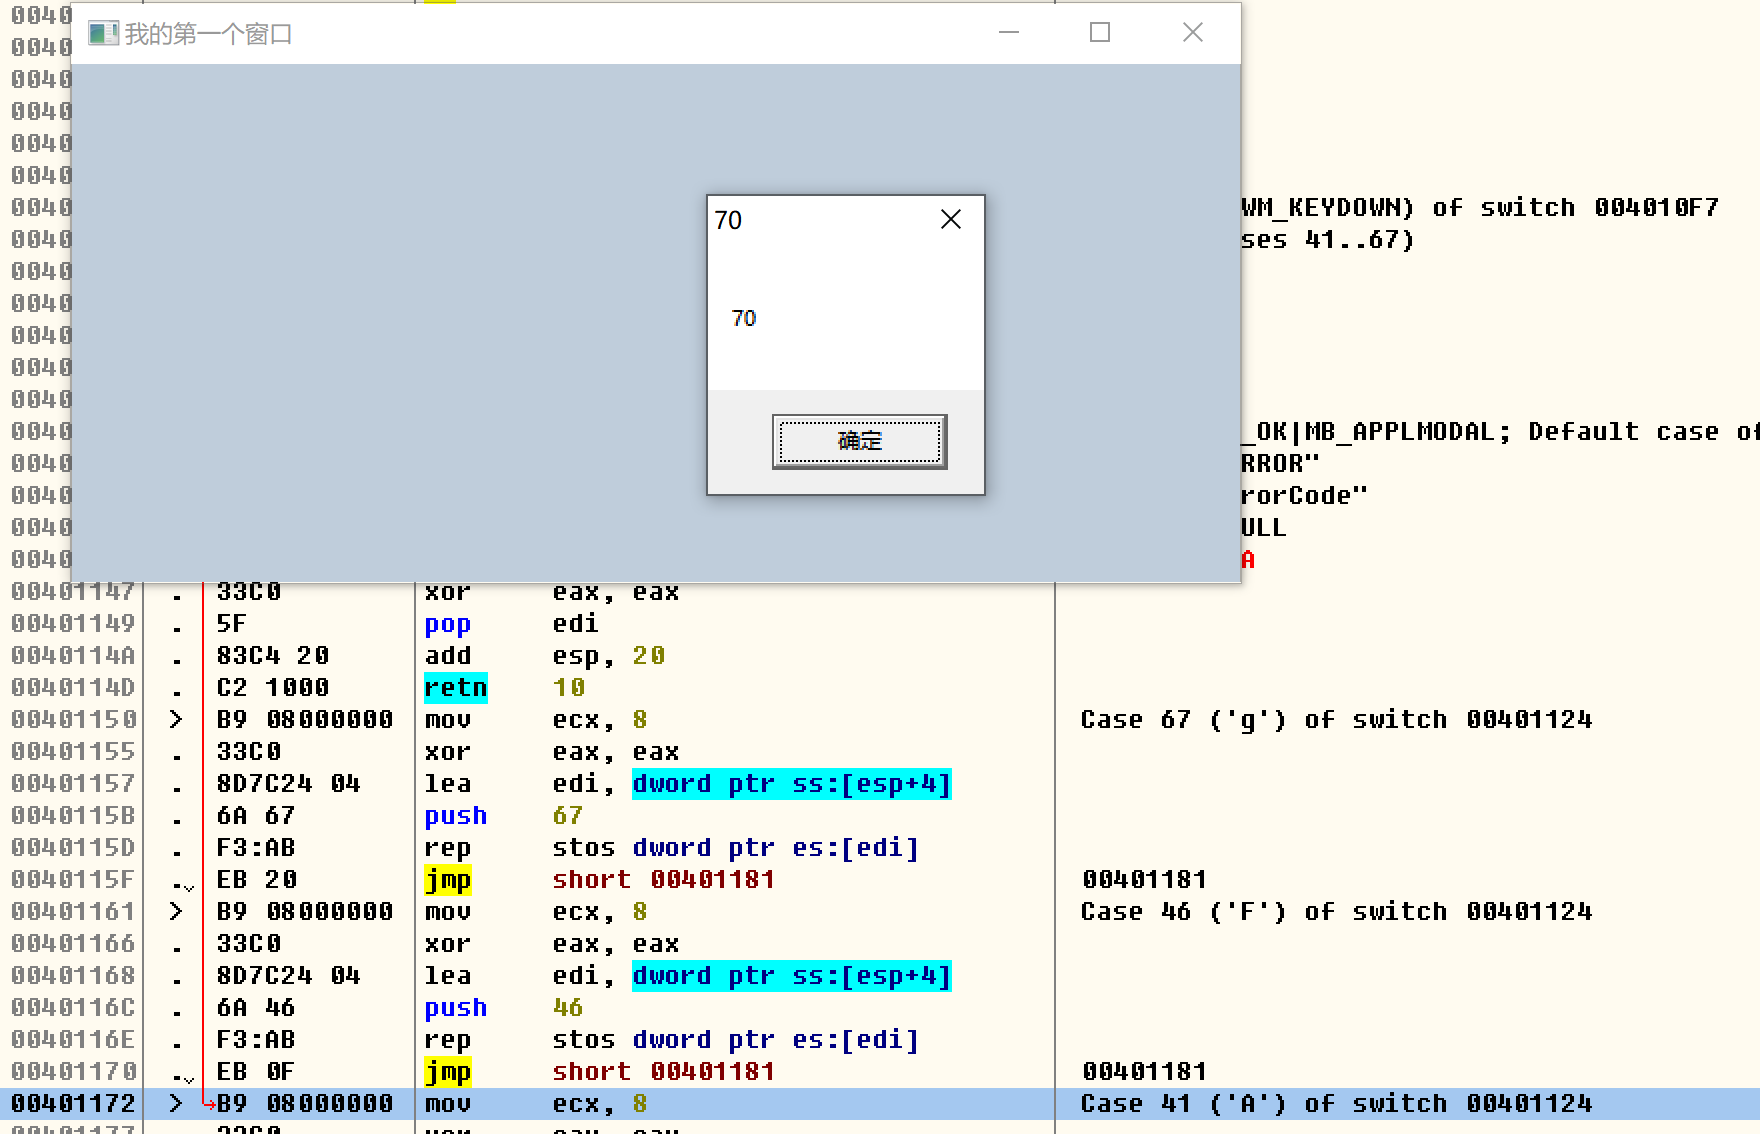 0040
我的第一个窗口
0040
0040
0040
0040
0040
0040 WM_KEYDOWN) of switch 004010F7
70
0040 ses 41..67)
0040
0040
70
0040
0040
0040
0040 _OK|MB_APPLMODAL; Default case of
确定
0040 RROR"
0040 rorCode"
0040 ULL
0040 A
00401147 . 33C0 xor eax, eax
00401149 . 5F pop edi
0040114A . 83C4 20 add esp, 20
0040114D . C2 1000 retn 10
00401150 > B9 08000000 mov ecx, 8 Case 67 ('g') of switch 00401124
00401155 . 33C0 xor eax, eax
00401157 . 8D7C24 04 lea edi, dword ptr ss:[esp+4]
0040115B . 6A 67 push 67
0040115D . F3:AB rep stos dword ptr es:[edi]
0040115F . EB 20 jmp short 00401181 00401181
00401161 > B9 08000000 mov ecx, 8 Case 46 ('F') of switch 00401124
00401166 . 33C0 xor eax, eax
00401168 . 8D7C24 04 lea edi, dword ptr ss:[esp+4]
0040116C . 6A 46 push 46
0040116E . F3:AB rep stos dword ptr es:[edi]
00401170 . EB 0F jmp short 00401181 00401181
00401172 > B9 08000000 mov ecx, 8 Case 41 ('A') of switch 00401124
00401177 . 33C0 xor eax, eax